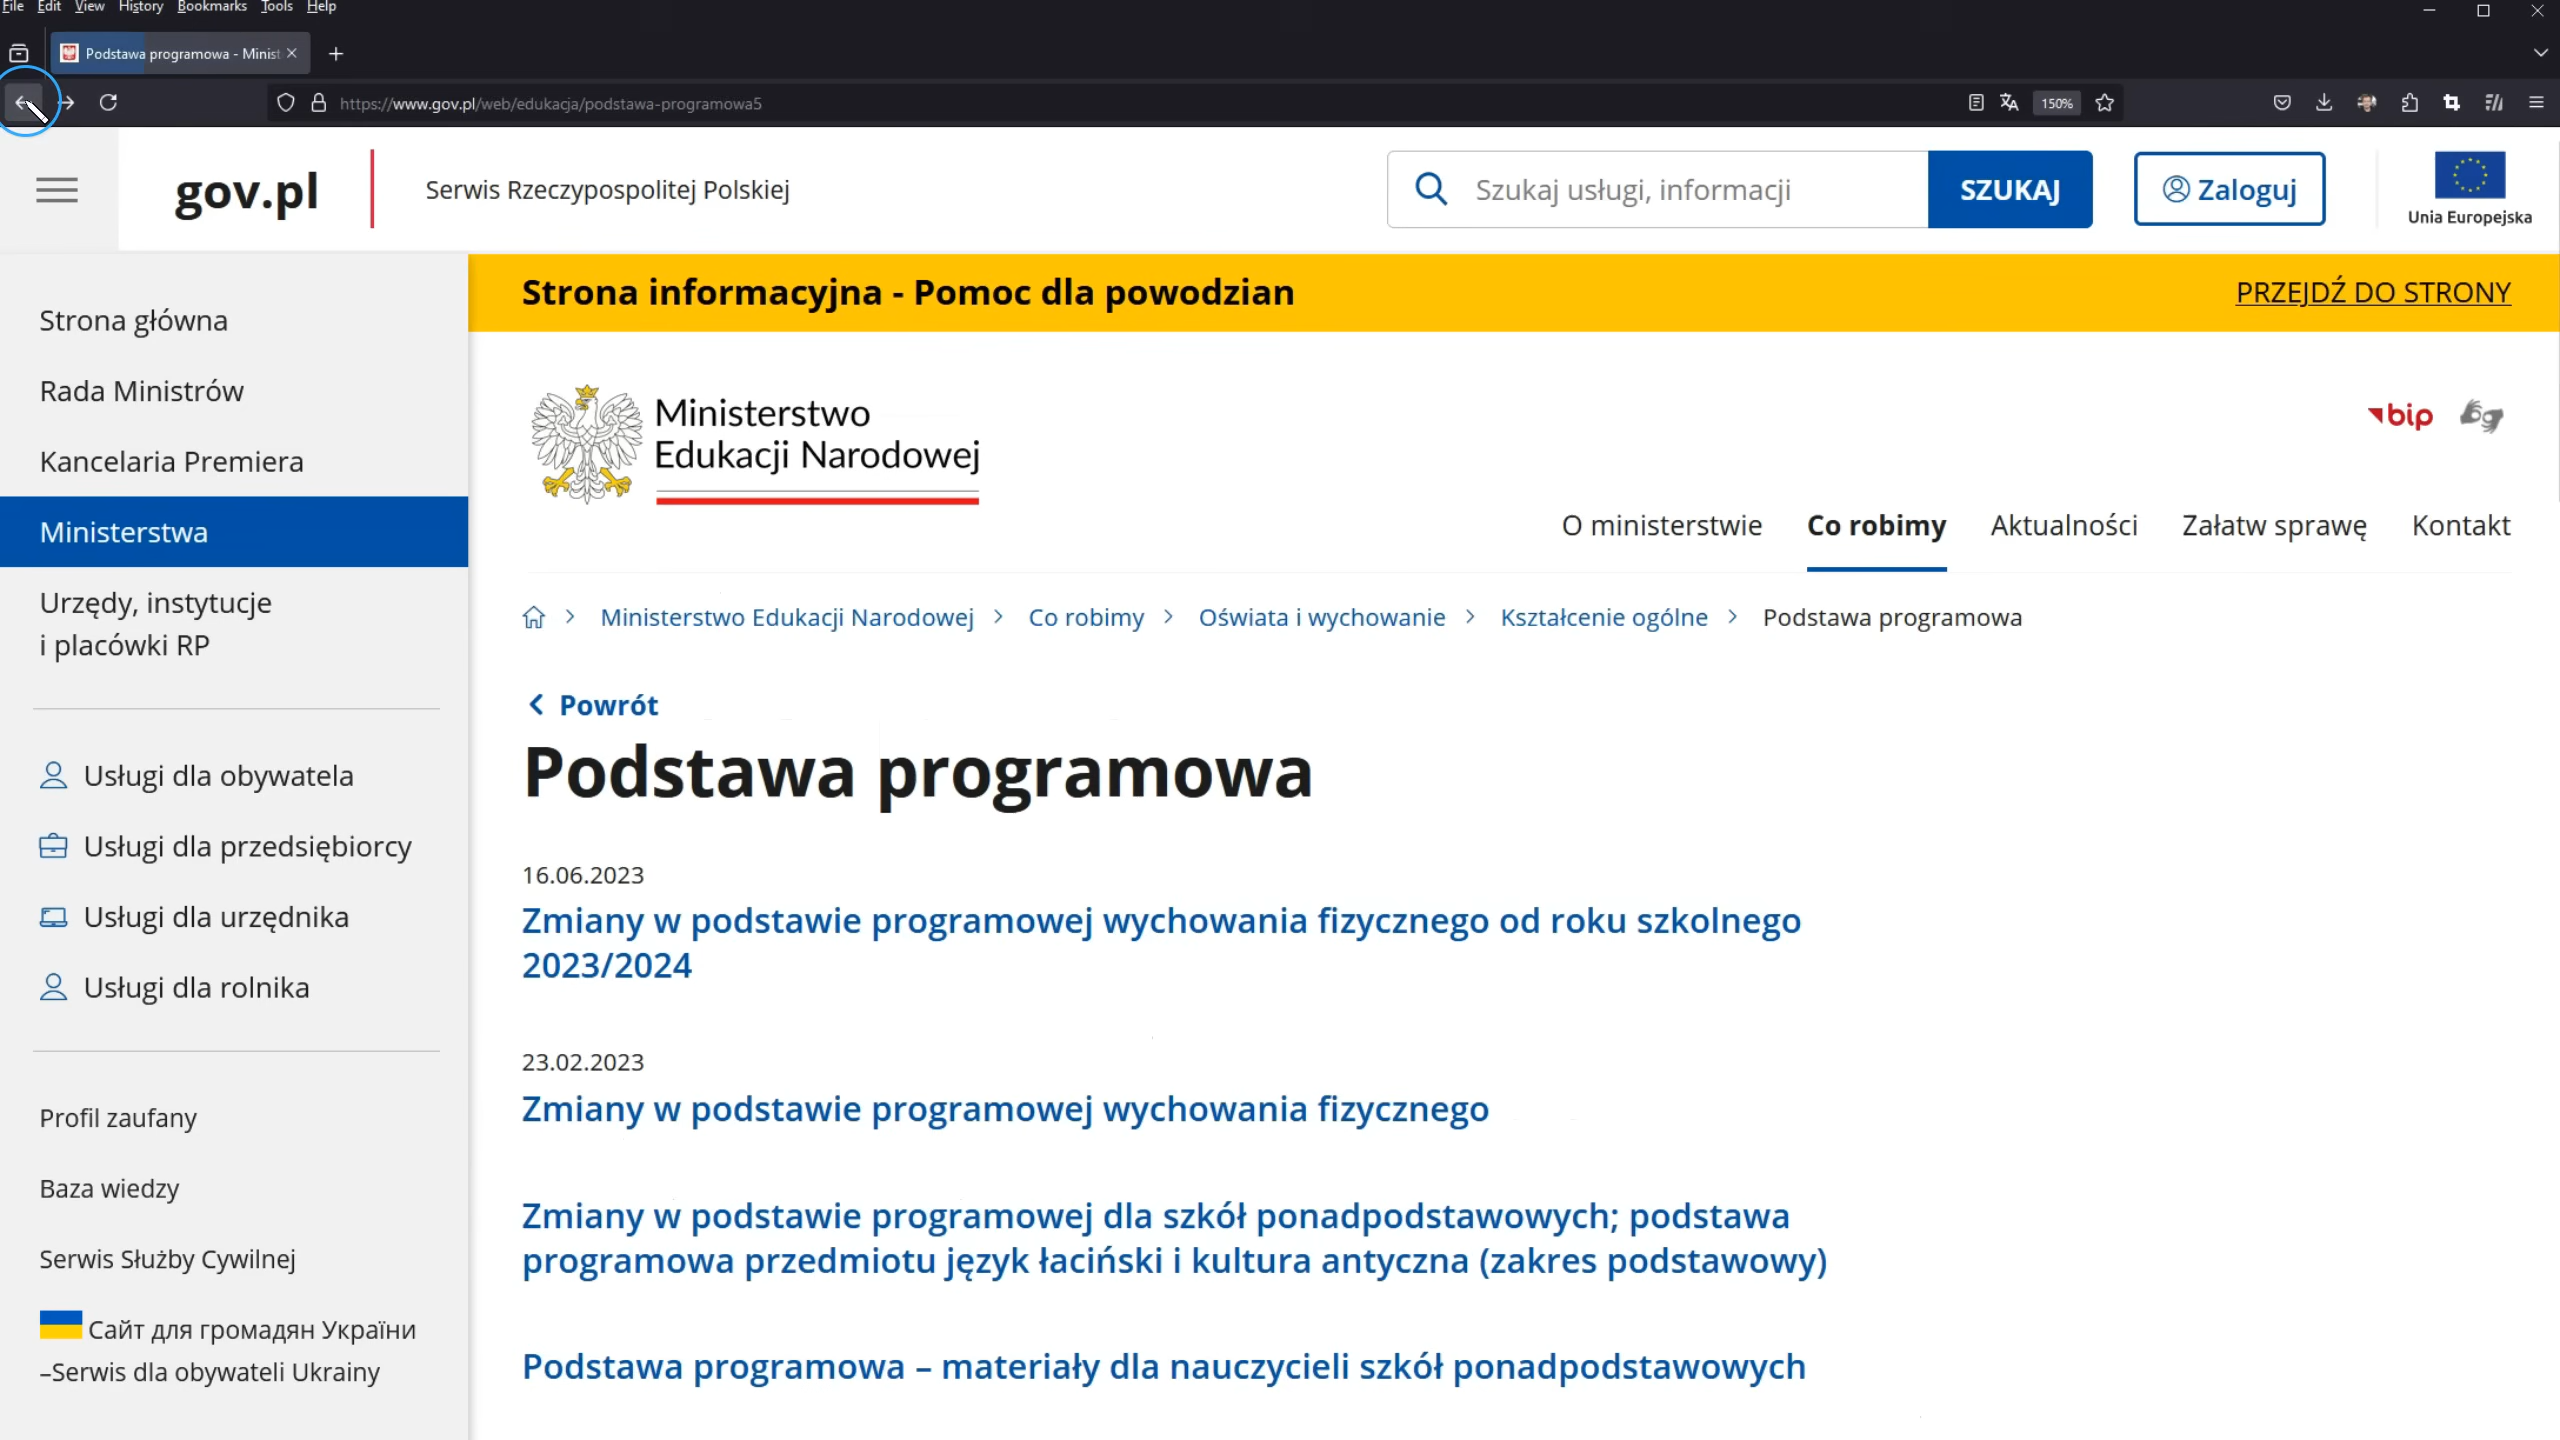 File Edit View History Bookmarks Tools Help
Podstawa programowa - Minist
https://www.gov.pl/web/edukacja/podstawa-programowa5
150%
gov.pl
Serwis Rzeczypospolitej Polskiej
Szukaj usługi, informacji
SZUKAJ
Zaloguj
Unia Europejska
Strona główna
Rada Ministrów
Kancelaria Premiera
Ministerstwa
Urzędy, instytucje
i placówki RP
Usługi dla obywatela
Usługi dla przedsiębiorcy
Usługi dla urzędnika
Usługi dla rolnika
Profil zaufany
Baza wiedzy
Serwis Służby Cywilnej
Сайт для громадян України
–Serwis dla obywateli Ukrainy
Strona informacyjna - Pomoc dla powodzian
PRZEJDŹ DO STRONY
Ministerstwo
Edukacji Narodowej
bip
O ministerstwie Co robimy Aktualności Załatw sprawę Kontakt
Ministerstwo Edukacji Narodowej > Co robimy > Oświata i wychowanie > Kształcenie ogólne > Podstawa programowa
Powrót
Podstawa programowa
16.06.2023
Zmiany w podstawie programowej wychowania fizycznego od roku szkolnego
2023/2024
23.02.2023
Zmiany w podstawie programowej wychowania fizycznego
Zmiany w podstawie programowej dla szkół ponadpodstawowych; podstawa
programowa przedmiotu język łaciński i kultura antyczna (zakres podstawowy)
Podstawa programowa – materiały dla nauczycieli szkół ponadpodstawowych